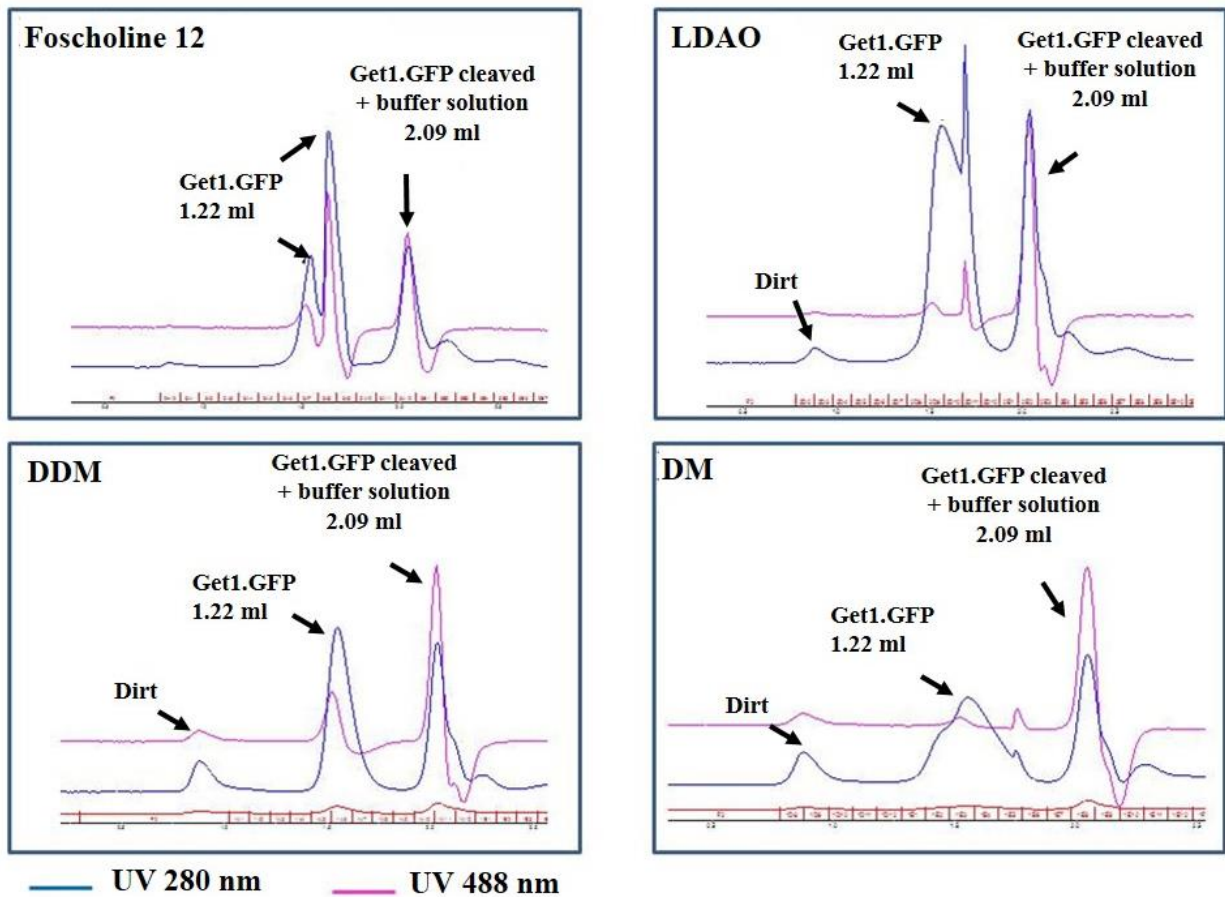 Foscholine 12
Get1.GFP cleaved
+ buffer solution
2.09 ml
Get1.GFP
1.22 ml
LDAO
Get1.GFP
1.22 ml
Get1.GFP cleaved
+ buffer solution
2.09 ml
Dirt
DDM
Get1.GFP cleaved
+ buffer solution
2.09 ml
Get1.GFP
1.22 ml
Dirt
DM
Get1.GFP cleaved
+ buffer solution
2.09 ml
Get1.GFP
1.22 ml
Dirt
UV 280 nm
UV 488 nm